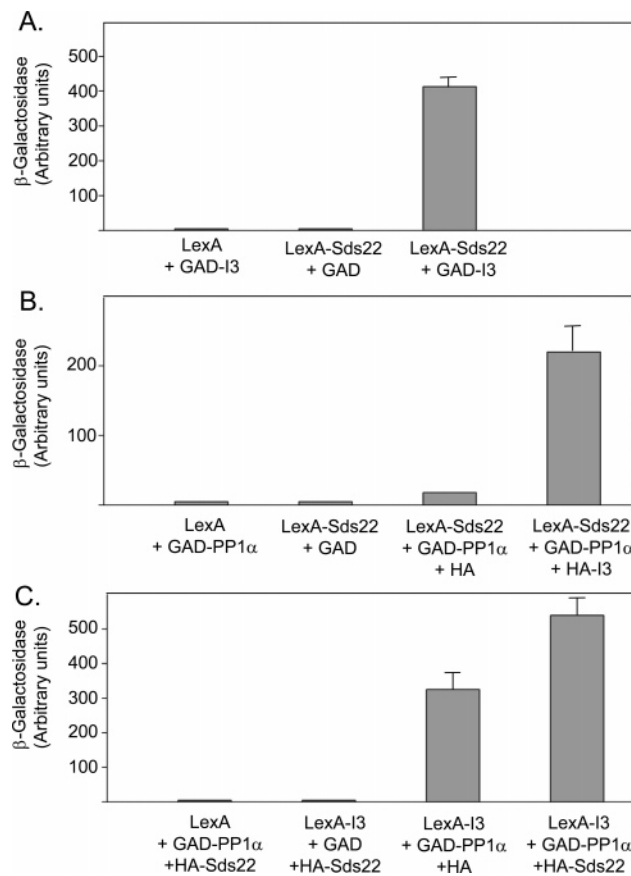 A.
β-Galactosidase
(Arbitrary units)
500
400
300
200
100
LexA
+ GAD-I3
LexA-Sds22
+ GAD
LexA-Sds22
+ GAD-I3
B.
β-Galactosidase
(Arbitrary units)
200
100
LexA
+ GAD-PP1α
LexA-Sds22
+ GAD
LexA-Sds22
+ GAD-PP1α
+ HA
LexA-Sds22
+ GAD-PP1α
+ HA-I3
C.
β-Galactosidase
(Arbitrary units)
500
400
300
200
100
LexA
+ GAD-PP1α
+HA-Sds22
LexA-I3
+ GAD
+HA-Sds22
LexA-I3
+ GAD-PP1α
+HA
LexA-I3
+ GAD-PP1α
+HA-Sds22